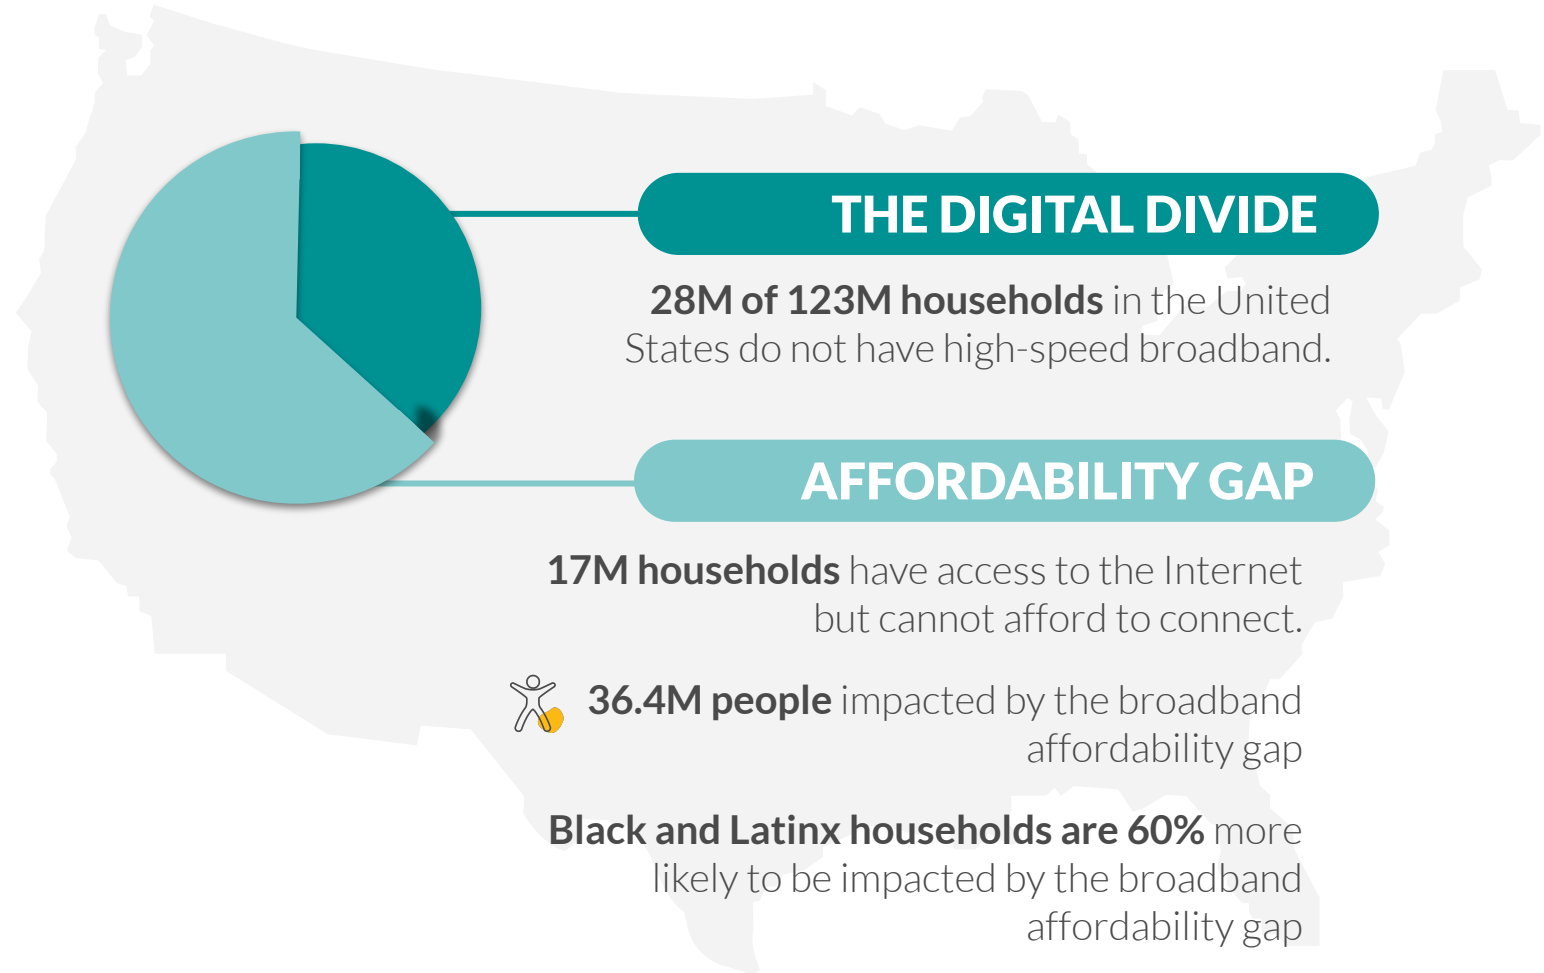 THE DIGITAL DIVIDE
28M of 123M households in the United
States do not have high-speed broadband.
AFFORDABILITY GAP
17M households have access to the Internet
but cannot afford to connect.
36.4M people impacted by the broadband
affordability gap
Black and Latinx households are 60% more
likely to be impacted by the broadband
affordability gap